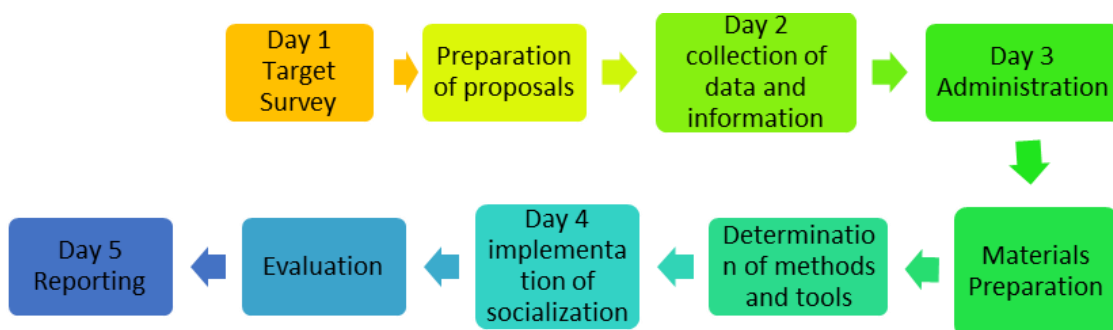 Day 1
Target
Survey
Preparation
of proposals
Day 2
collection of
data and
information
Day 3
Administration
Materials
Preparation
Determinatio
n of methods
and tools
Day 4
implementa
tion of
socialization
Evaluation
Day 5
Reporting